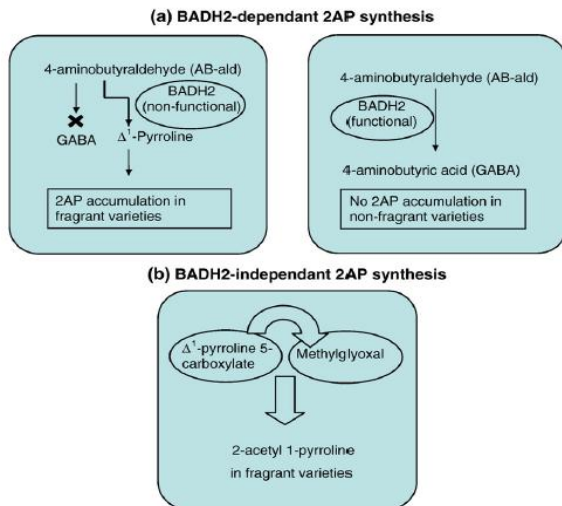 (a) BADH2-dependant 2AP synthesis
4-aminobutyraldehyde (AB-ald)
BADH2
(non-functional)
GABA
Δ¹-Pyrroline
2AP accumulation in
fragrant varieties
4-aminobutyraldehyde (AB-ald)
BADH2
(functional)
4-aminobutyric acid (GABA)
No 2AP accumulation in
non-fragrant varieties
(b) BADH2-independant 2AP synthesis
Δ¹-pyrroline 5-
carboxylate
Methylglyoxal
2-acetyl 1-pyrroline
in fragrant varieties